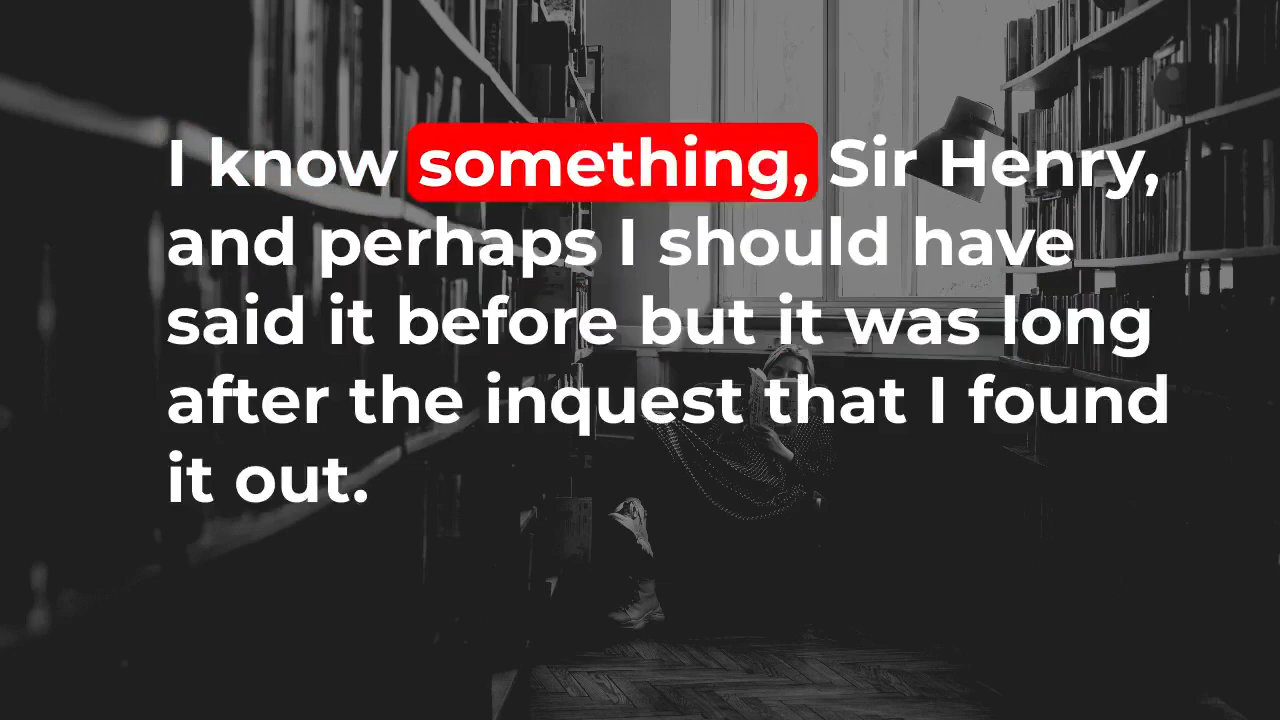 I know something, Sir Henry,
and perhaps I should have
said it before but it was long
after the inquest that I found
it out.